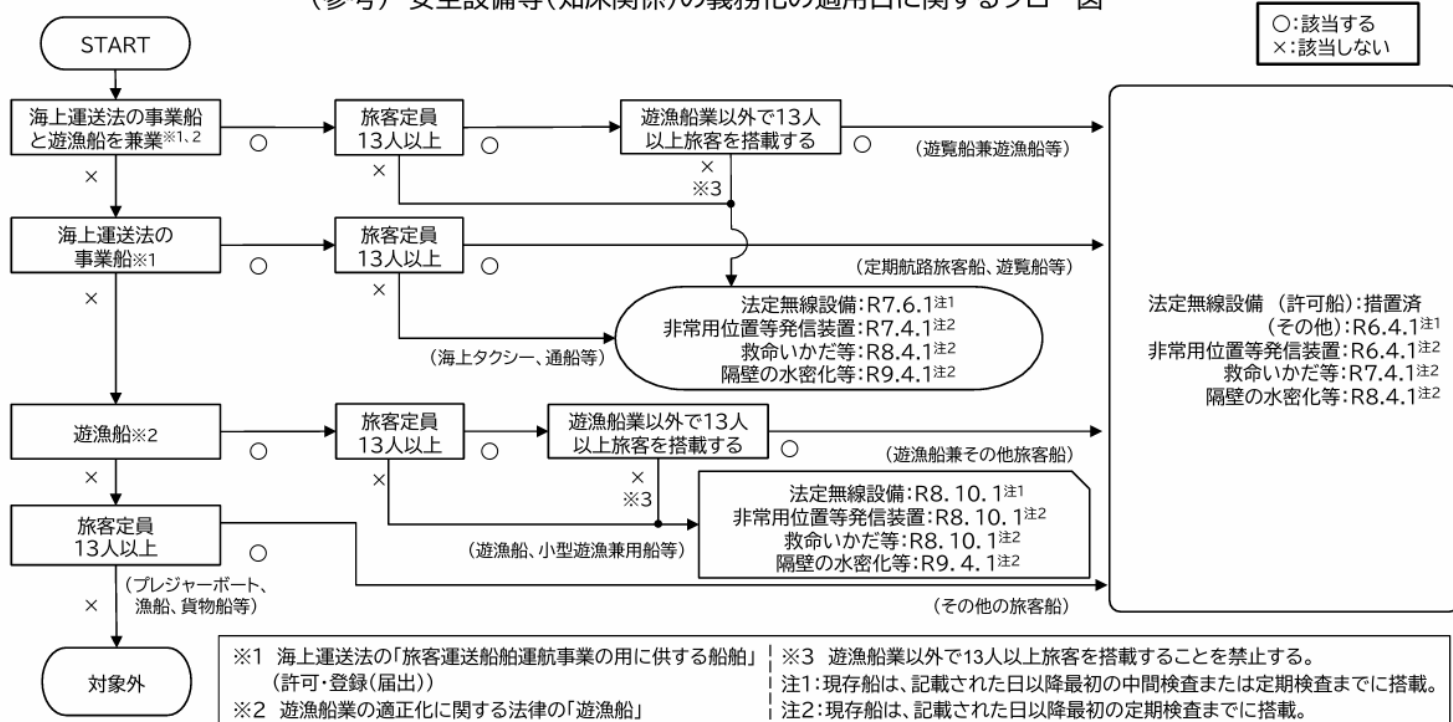 (参考) 安全設備等(知床関係)の義務化の適用日に関するフロー図
○:該当する
×:該当しない
START
海上運送法の事業船
と遊漁船を兼業※1、2
○
旅客定員
13人以上
○
遊漁船業以外で13人
以上旅客を搭載する
○
(遊覧船兼遊漁船等)
×
×
×
※3
海上運送法の
事業船※1
○
旅客定員
13人以上
○
(定期航路旅客船、遊覧船等)
×
×
(海上タクシー、通船等)
法定無線設備:R7.6.1注1
非常用位置等発信装置:R7.4.1注2
救命いかだ等:R8.4.1注2
隔壁の水密化等:R9.4.1注2
法定無線設備 (許可船):措置済
(その他):R6.4.1注1
非常用位置等発信装置:R6.4.1注2
救命いかだ等:R7.4.1注2
隔壁の水密化等:R8.4.1注2
遊漁船※2
○
旅客定員
13人以上
○
遊漁船業以外で13人
以上旅客を搭載する
○
(遊漁船兼その他旅客船)
×
×
×
※3
(遊漁船、小型遊漁兼用船等)
法定無線設備:R8.10.1注1
非常用位置等発信装置:R8.10.1注2
救命いかだ等:R8.10.1注2
隔壁の水密化等:R9.4.1注2
旅客定員
13人以上
○
(その他の旅客船)
×
(プレジャーボート、
漁船、貨物船等)
対象外
※1 海上運送法の「旅客運送船舶運航事業の用に供する船舶」
(許可・登録(届出))
※2 遊漁船業の適正化に関する法律の「遊漁船」
※3 遊漁船業以外で13人以上旅客を搭載することを禁止する。
注1:現存船は、記載された日以降最初の中間検査または定期検査までに搭載。
注2:現存船は、記載された日以降最初の定期検査までに搭載。